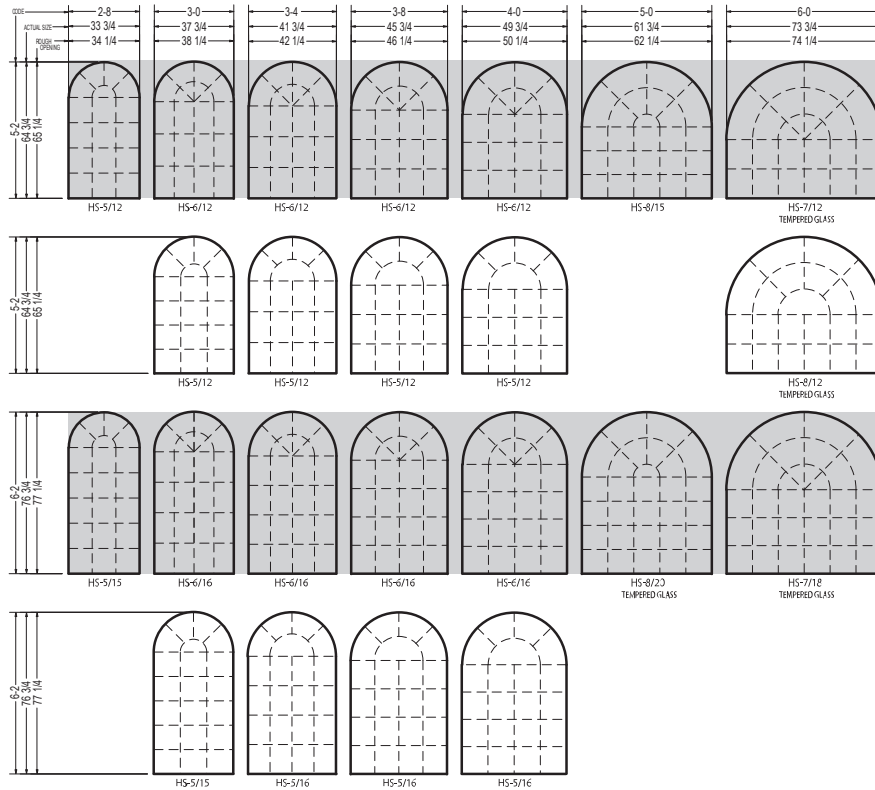 CODE 2-8 3-0 3-4 3-8 4-0 5-0 6-0
ACTUAL SIZE 33 3/4 37 3/4 41 3/4 45 3/4 49 3/4 61 3/4 73 3/4
ROUGH OPENING 34 1/4 38 1/4 42 1/4 46 1/4 50 1/4 62 1/4 74 1/4
5-2
64 3/4
65 1/4
HS-5/12 HS-6/12 HS-6/12 HS-6/12 HS-6/12 HS-8/15 HS-7/12
TEMPERED GLASS
5-2
64 3/4
65 1/4
HS-5/12 HS-5/12 HS-5/12 HS-5/12 HS-8/12
TEMPERED GLASS
6-2
76 3/4
77 1/4
HS-5/15 HS-6/16 HS-6/16 HS-6/16 HS-6/16 HS-8/20 HS-7/18
TEMPERED GLASS TEMPERED GLASS
6-2
76 3/4
77 1/4
HS-5/15 HS-5/16 HS-5/16 HS-5/16